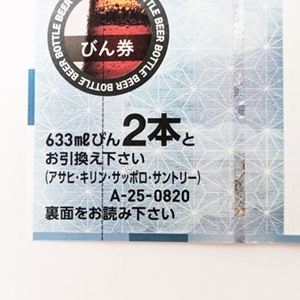 BOTTLE BEER BOTTLE BEER BOTTLE BEER
びん券
633mlびん2本と
お引換え下さい
(アサヒ・キリン・サッポロ・サントリー)
A-25-0820
裏面をお読み下さい